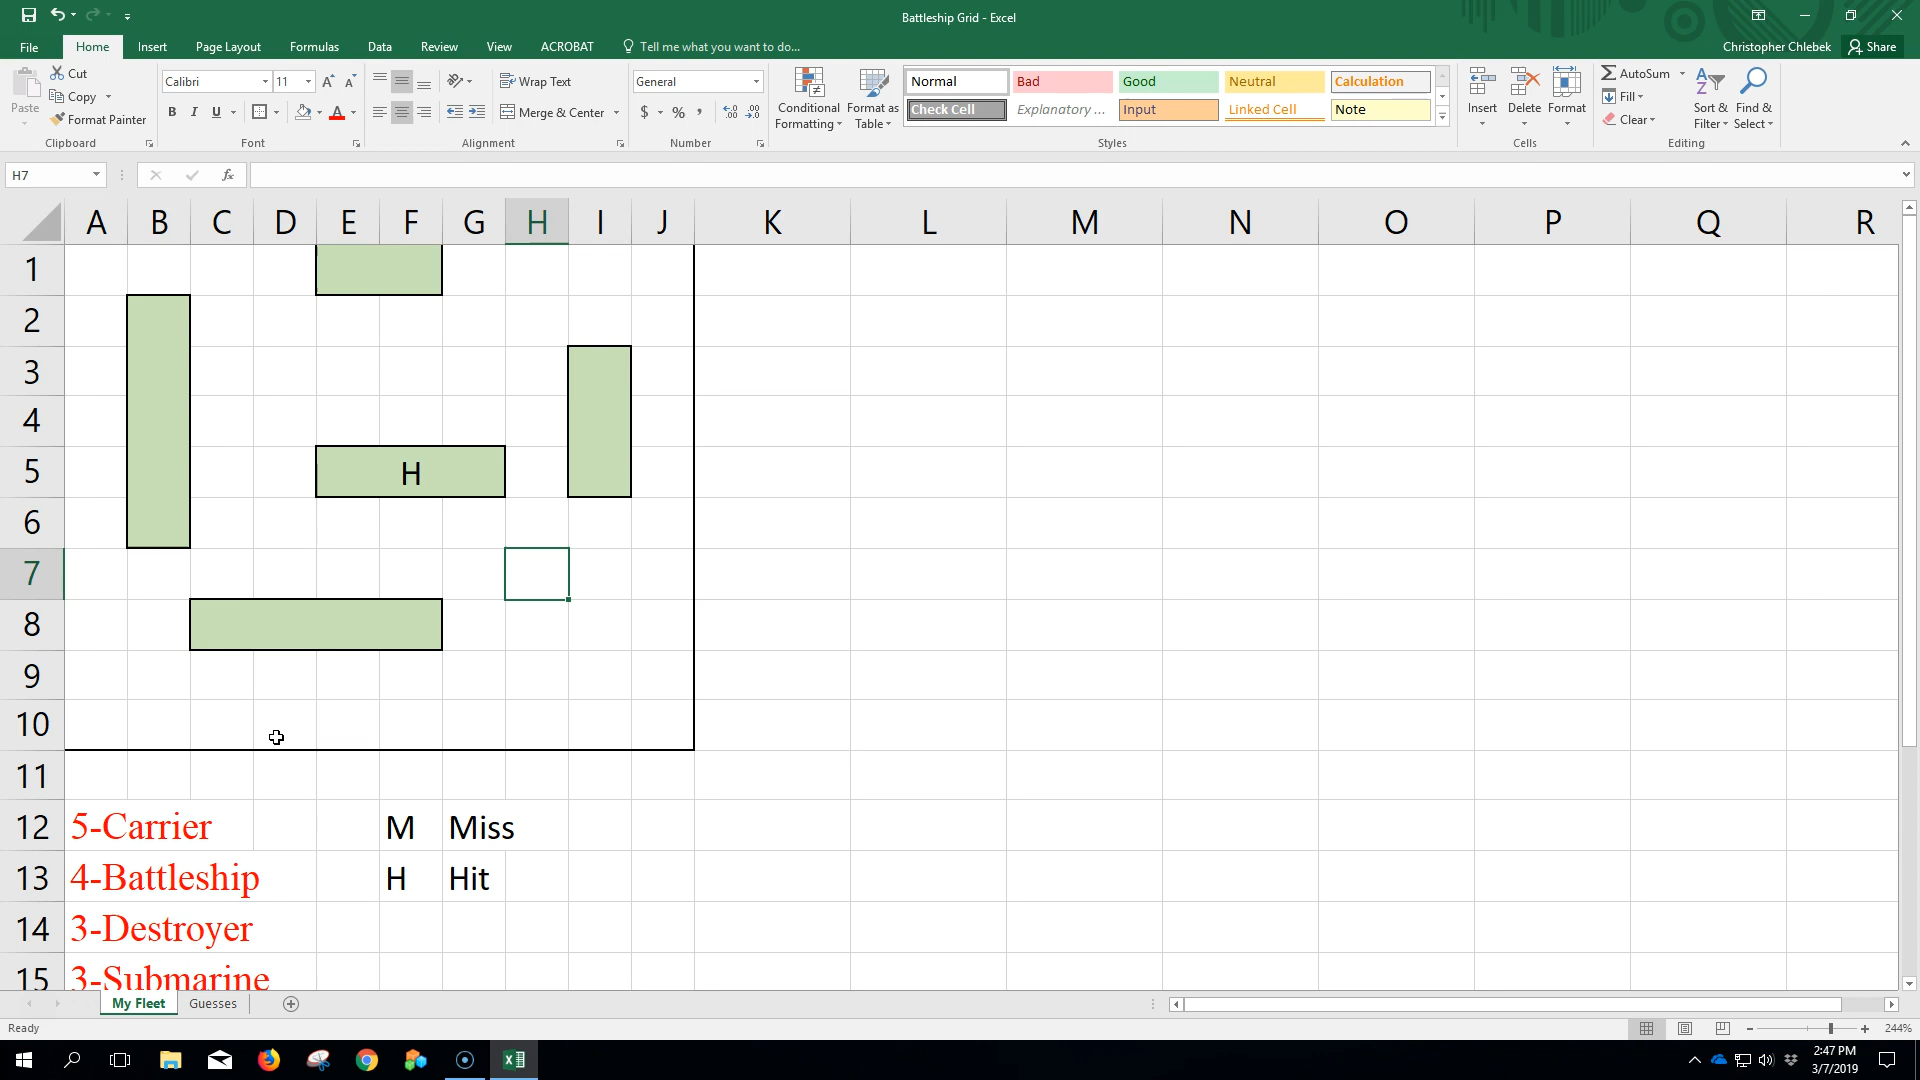 Battleship Grid - Excel
File Home Insert Page Layout Formulas Data Review View ACROBAT Tell me what you want to do... Christopher Chlebek Share
Paste
Cut
Copy
Format Painter
Clipboard
Calibri 11
B I U
Font
Wrap Text
Merge & Center
Alignment
General
$ % ,
Number
Conditional Formatting
Format as Table
Normal Bad Good Neutral Calculation
Check Cell Explanatory ... Input Linked Cell Note
Styles
Insert Delete Format
Cells
AutoSum
Fill
Clear
Sort & Filter
Find & Select
Editing
H7 fx
A B C D E F G H I J K L M N O P Q R
1
2
3
4
5 H
6
7
8
9
10
11
12 5-Carrier M Miss
13 4-Battleship H Hit
14 3-Destroyer
15 3-Submarine
My Fleet Guesses
Ready 244%
2:47 PM
3/7/2019